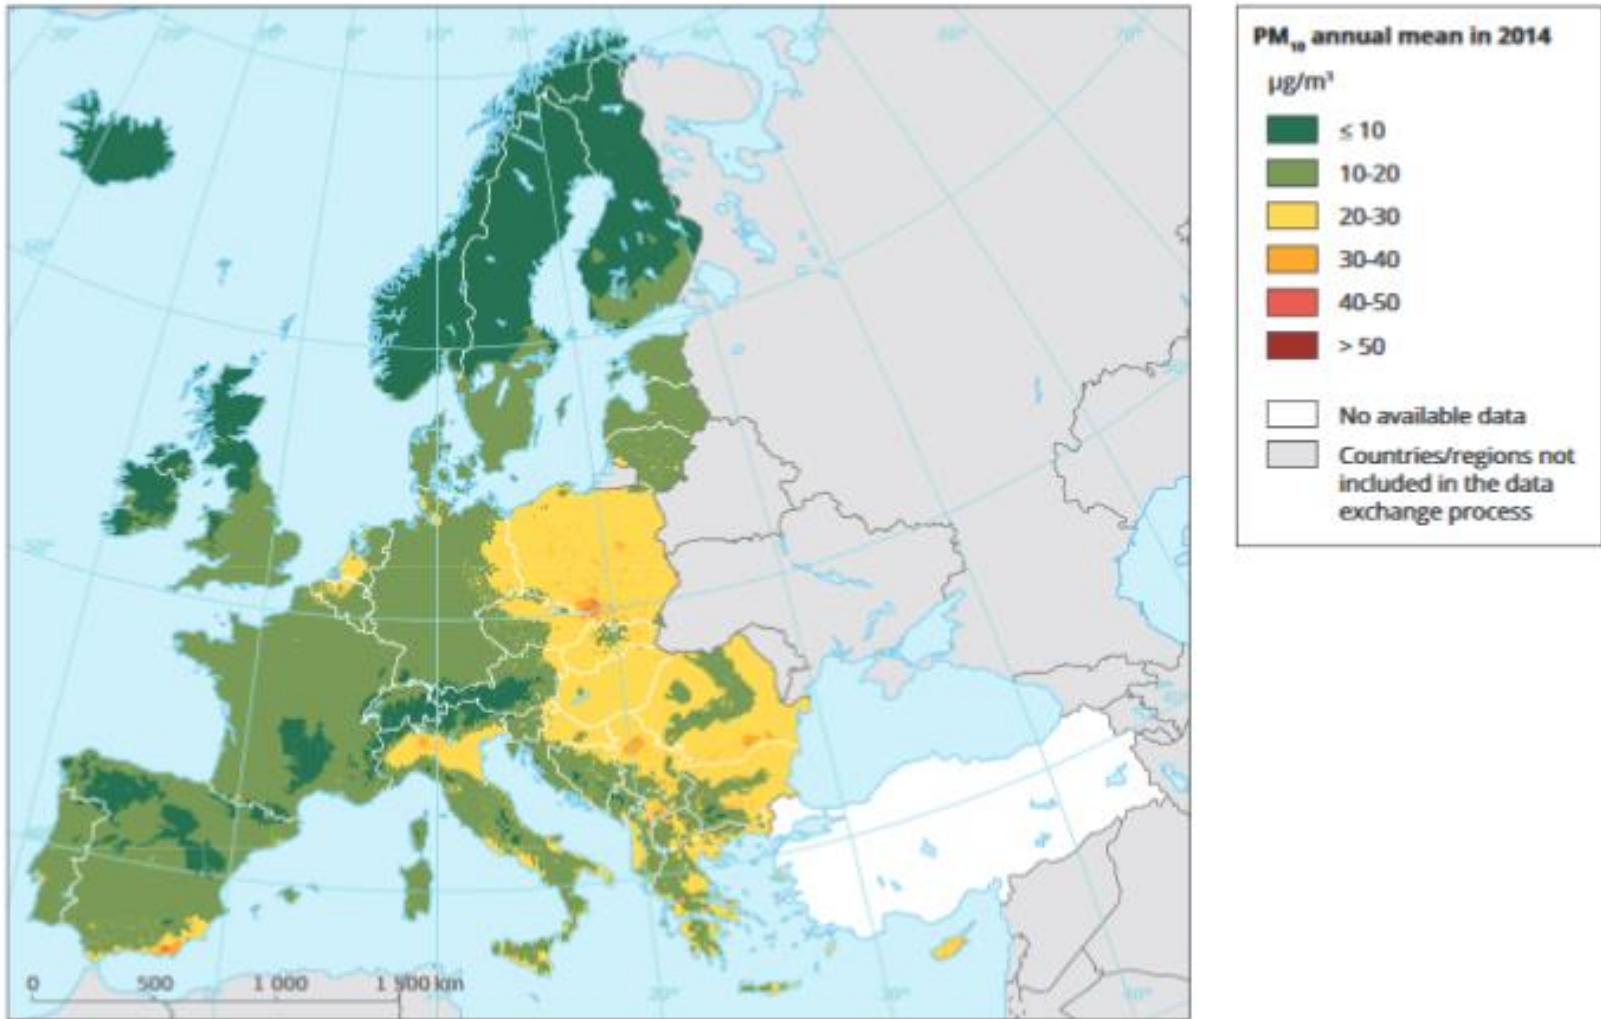 PM₁₀ annual mean in 2014
µg/m³
≤ 10
10-20
20-30
30-40
40-50
> 50
No available data
Countries/regions not
included in the data
exchange process
0 500 1 000 1 500 km